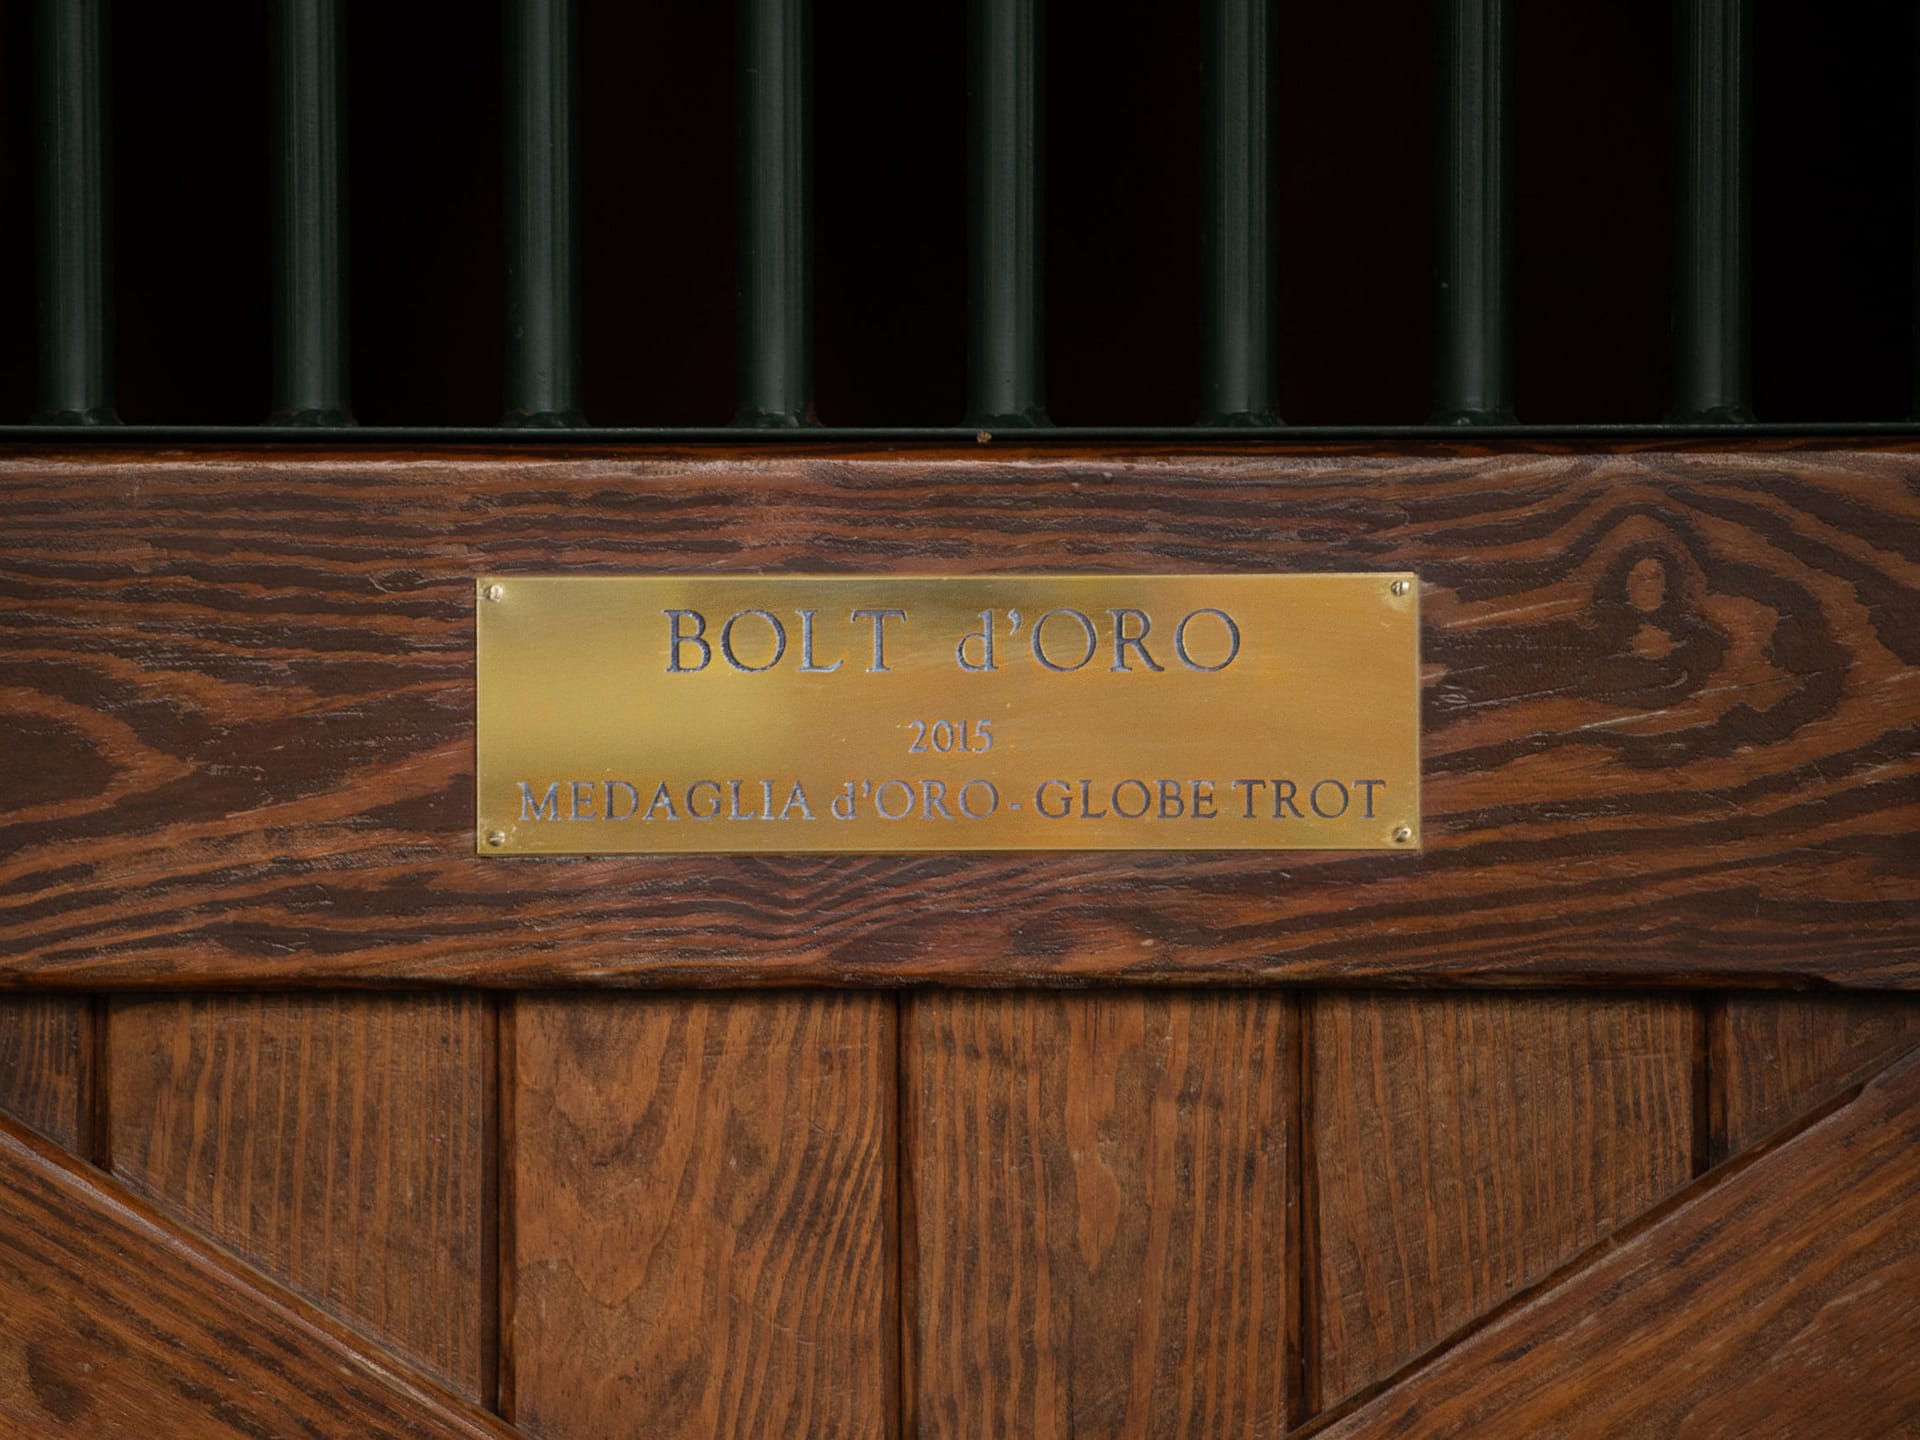 BOLT d'ORO
2015
MEDAGLIA d'ORO - GLOBE TROT